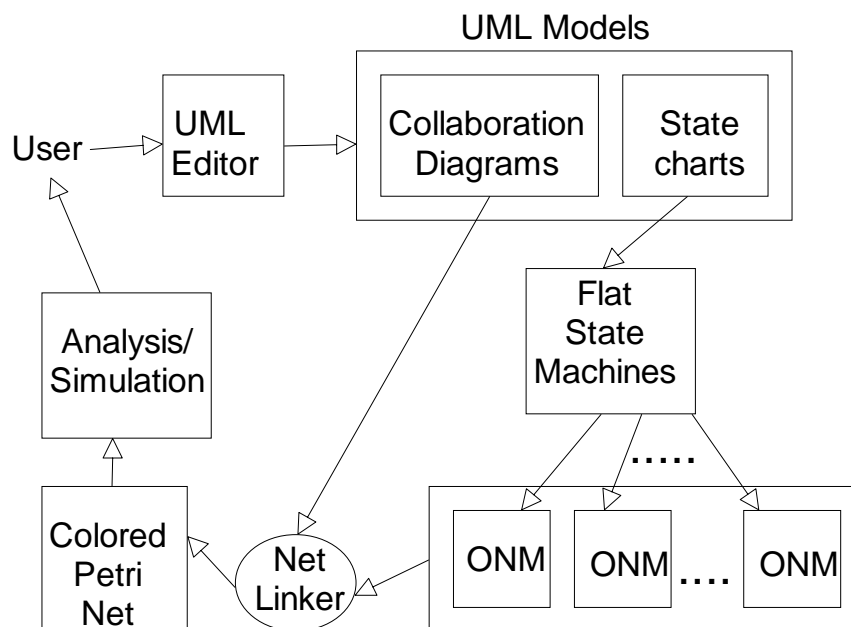 UML Models
User
UML
Editor
Collaboration
Diagrams
State
charts
Flat
State
Machines
Analysis/
Simulation
.....
Colored
Petri
Net
Net
Linker
ONM
ONM
....
ONM